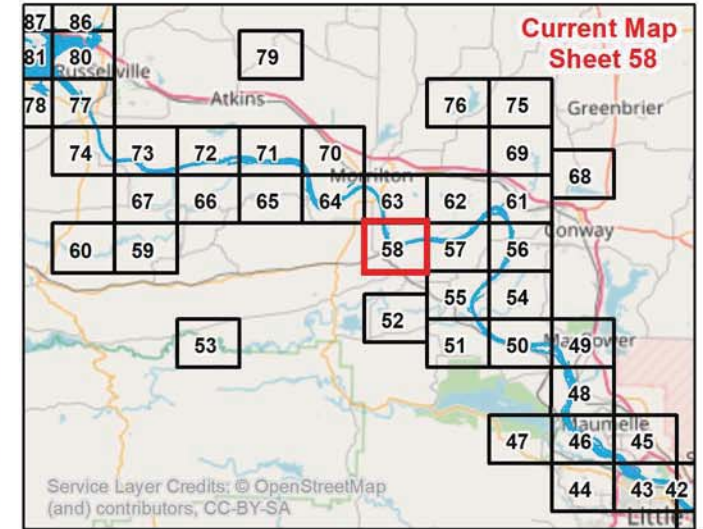 Current Map
Sheet 58
87 86
81 80 79
Russellville
78 77 Atkins 76 75 Greenbrier
74 73 72 71 70 69
Morrilton 68
67 66 65 64 63 62 61
Conway
60 59 58 57 56
55 54
52
53 51 50 49
48
Maumelle
47 46 45
44 43 42
Little
Service Layer Credits: © OpenStreetMap
(and) contributors, CC-BY-SA